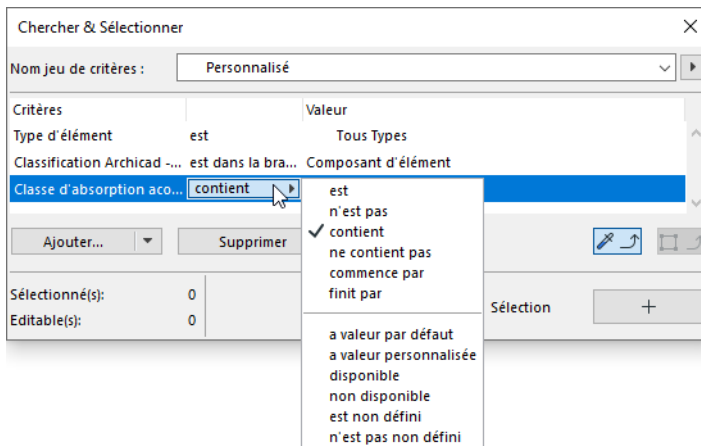 Chercher & Sélectionner
Nom jeu de critères :
Personnalisé
Critères Valeur
Type d'élément est Tous Types
Classification Archicad -... est dans la bra... Composant d'élément
Classe d'absorption aco... contient
est
n'est pas
contient
ne contient pas
commence par
finit par
a valeur par défaut
a valeur personnalisée
disponible
non disponible
est non défini
n'est pas non défini
Ajouter... Supprimer
Sélectionné(s): 0
Editable(s): 0
Sélection +